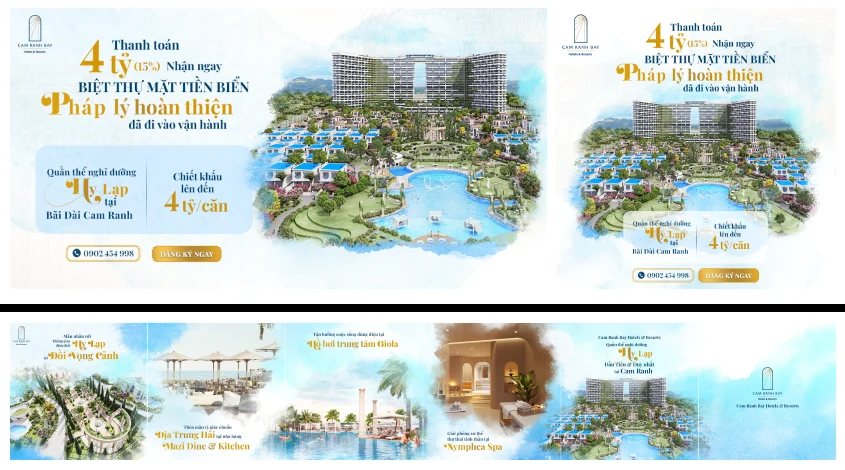 CAM RANH BAY
Hotels & Resorts
Thanh toán
4 tỷ (15%) Nhận ngay
BIỆT THỰ MẶT TIỀN BIỂN
Pháp lý hoàn thiện
đã đi vào vận hành
Quần thể nghỉ dưỡng
Hy Lạp
tại
Bãi Dài Cam Ranh
Chiết khấu
lên đến
4 tỷ/căn
0902 454 998
ĐĂNG KÝ NGAY
CAM RANH BAY
Hotels & Resorts
Thanh toán
4 tỷ (15%) Nhận ngay
BIỆT THỰ MẶT TIỀN BIỂN
Pháp lý hoàn thiện
đã đi vào vận hành
Quần thể nghỉ dưỡng
Hy Lạp
tại
Bãi Dài Cam Ranh
Chiết khấu
lên đến
4 tỷ/căn
0902 454 998
ĐĂNG KÝ NGAY
CAM RANH BAY
Mãn nhãn với
Hy Lạp
tại Đồi Vọng Cảnh
Thỏa mãn vị giác chuẩn
Địa Trung Hải tại nhà hàng
Mazi Dine & Kitchen
Tận hưởng cuộc sống đẳng điệu tại
Hồ bơi trung tâm Giola
Giải phóng cơ thể
thư thái tinh thần tại
Nymphea Spa
Cam Ranh Bay Hotels & Resorts
Quần thể nghỉ dưỡng
Hy Lạp
Đầu Tiên & Duy nhất
tại Cam Ranh
CAM RANH BAY
Hotels & Resorts
Cam Ranh Bay Hotels & Resorts